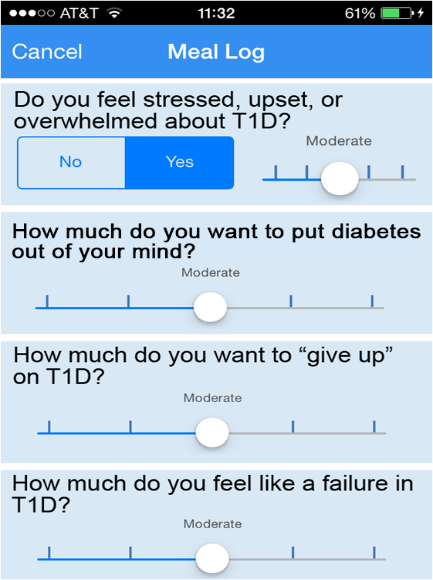 AT&T 11:32 61%
Cancel Meal Log
Do you feel stressed, upset, or
overwhelmed about T1D?
No Yes Moderate
How much do you want to put diabetes
out of your mind?
Moderate
How much do you want to “give up”
on T1D?
Moderate
How much do you feel like a failure in
T1D?
Moderate